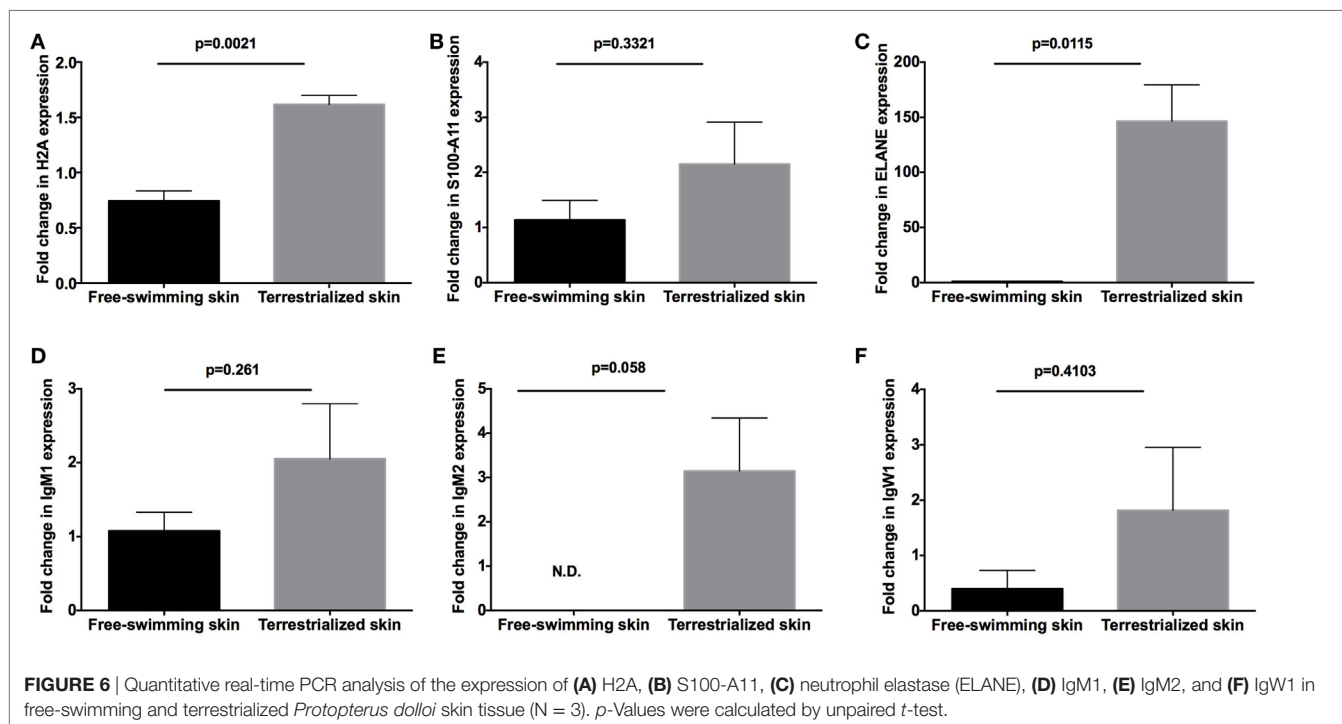 A
p=0.0021
Fold change in H2A expression
2.0
1.5
1.0
0.5
0.0
Free-swimming skin Terrestrialized skin
B
p=0.3321
Fold change in S100-A11 expression
4
3
2
1
0
Free-swimming skin Terrestrialized skin
C
p=0.0115
Fold change in ELANE expression
200
150
100
50
0
Free-swimming skin Terrestrialized skin
D
p=0.261
Fold change in IgM1 expression
3
2
1
0
Free-swimming skin Terrestrialized skin
E
p=0.058
Fold change in IgM2 expression
5
4
3
2
1
0
N.D.
Free-swimming skin Terrestrialized skin
F
p=0.4103
Fold change in IgW1 expression
4
3
2
1
0
Free-swimming skin Terrestrialized skin
FIGURE 6 | Quantitative real-time PCR analysis of the expression of (A) H2A, (B) S100-A11, (C) neutrophil elastase (ELANE), (D) IgM1, (E) IgM2, and (F) IgW1 in
free-swimming and terrestrialized Protopterus dolloi skin tissue (N = 3). p-Values were calculated by unpaired t-test.